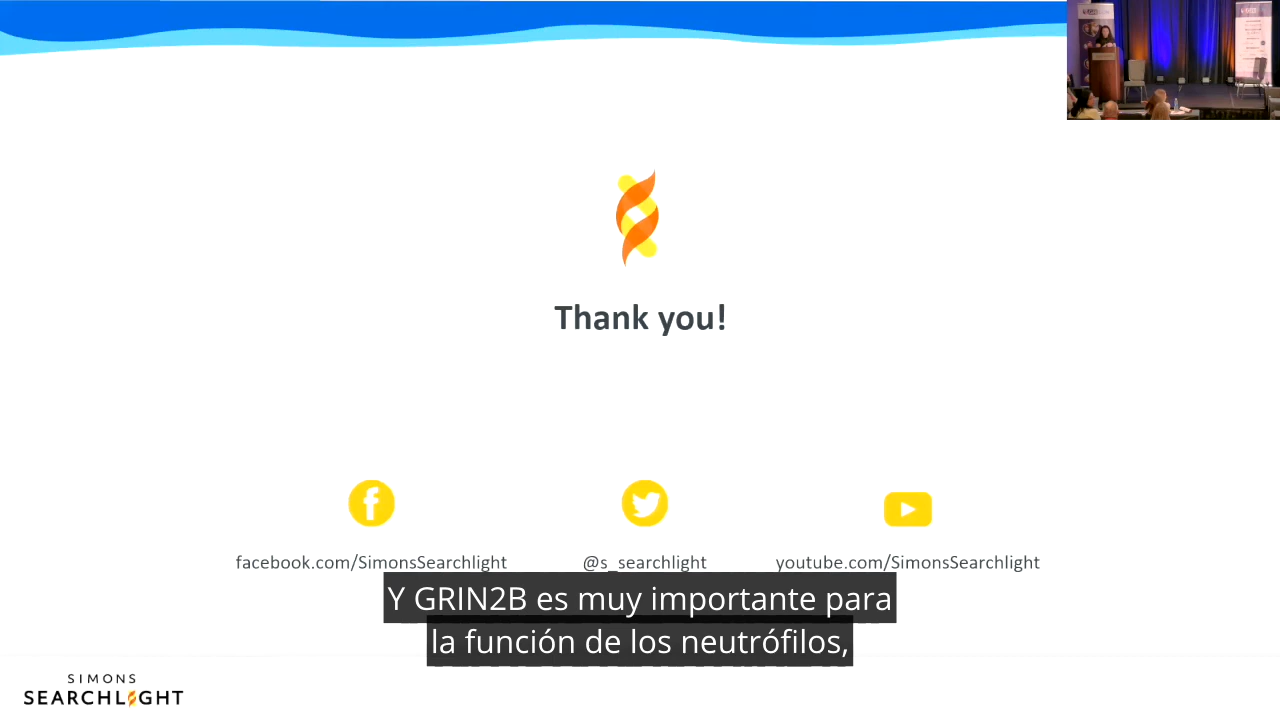 Thank you!
facebook.com/SimonsSearchlight
@s_searchlight
youtube.com/SimonsSearchlight
Y GRIN2B es muy importante para
la función de los neutrófilos,
SIMONS
SEARCHLIGHT